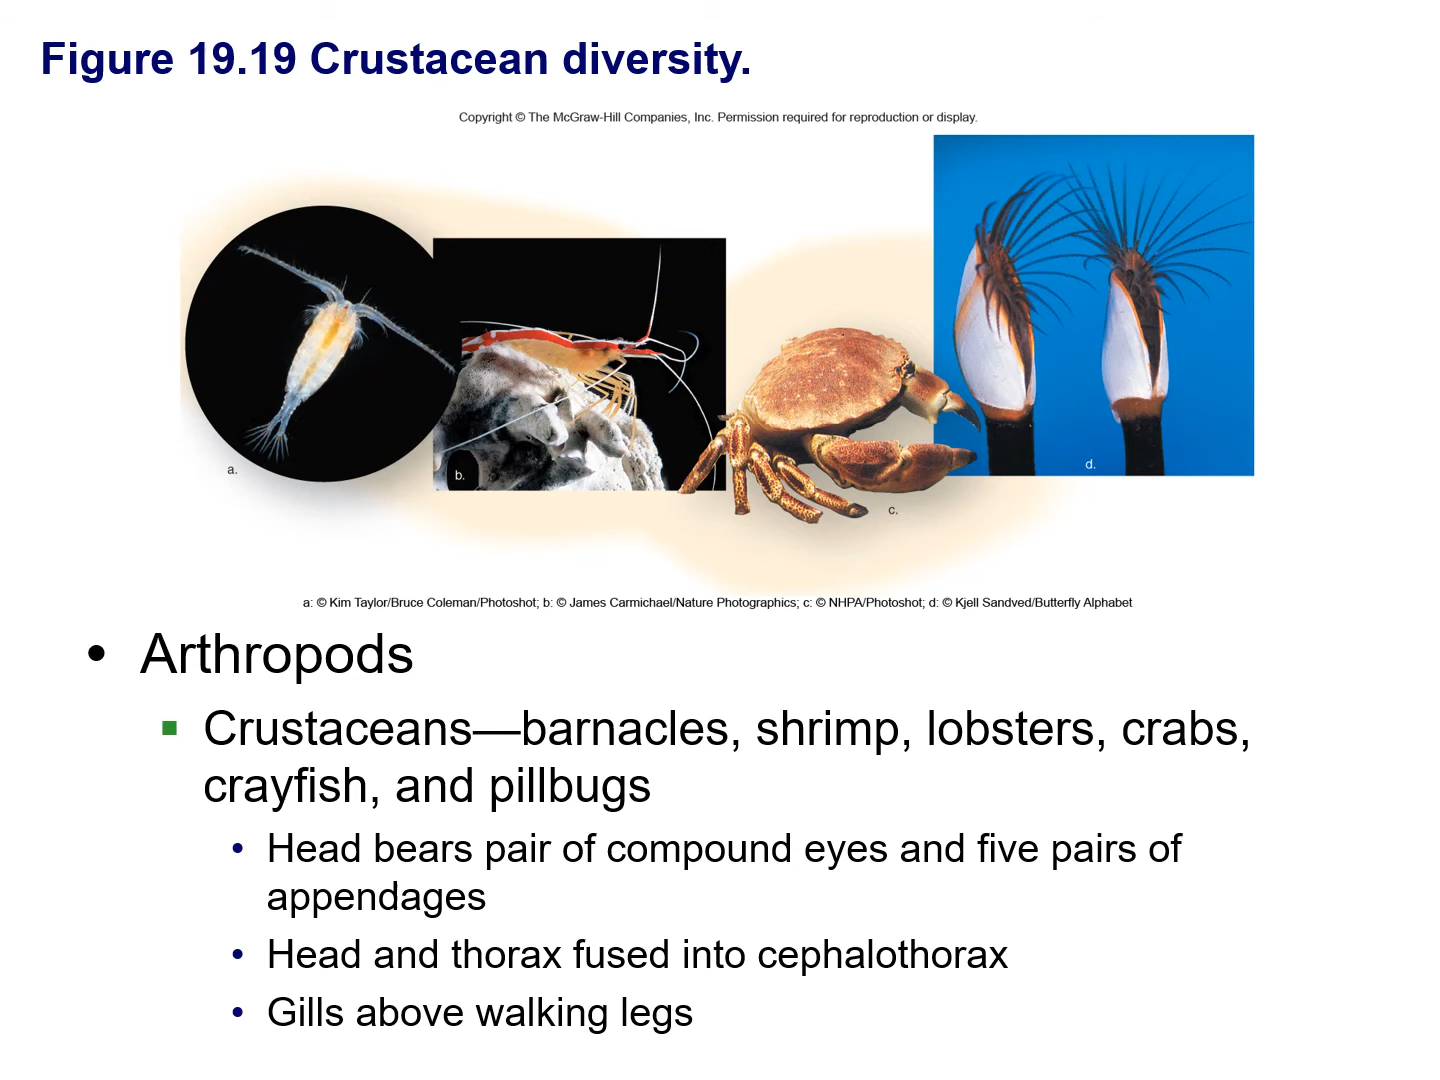 Figure 19.19 Crustacean diversity.
Copyright © The McGraw-Hill Companies, Inc. Permission required for reproduction or display.
a.
b.
c.
d.
a: © Kim Taylor/Bruce Coleman/Photoshot; b: © James Carmichael/Nature Photographics; c: © NHPA/Photoshot; d: © Kjell Sandved/Butterfly Alphabet
• Arthropods
▪ Crustaceans—barnacles, shrimp, lobsters, crabs,
crayfish, and pillbugs
• Head bears pair of compound eyes and five pairs of
appendages
• Head and thorax fused into cephalothorax
• Gills above walking legs